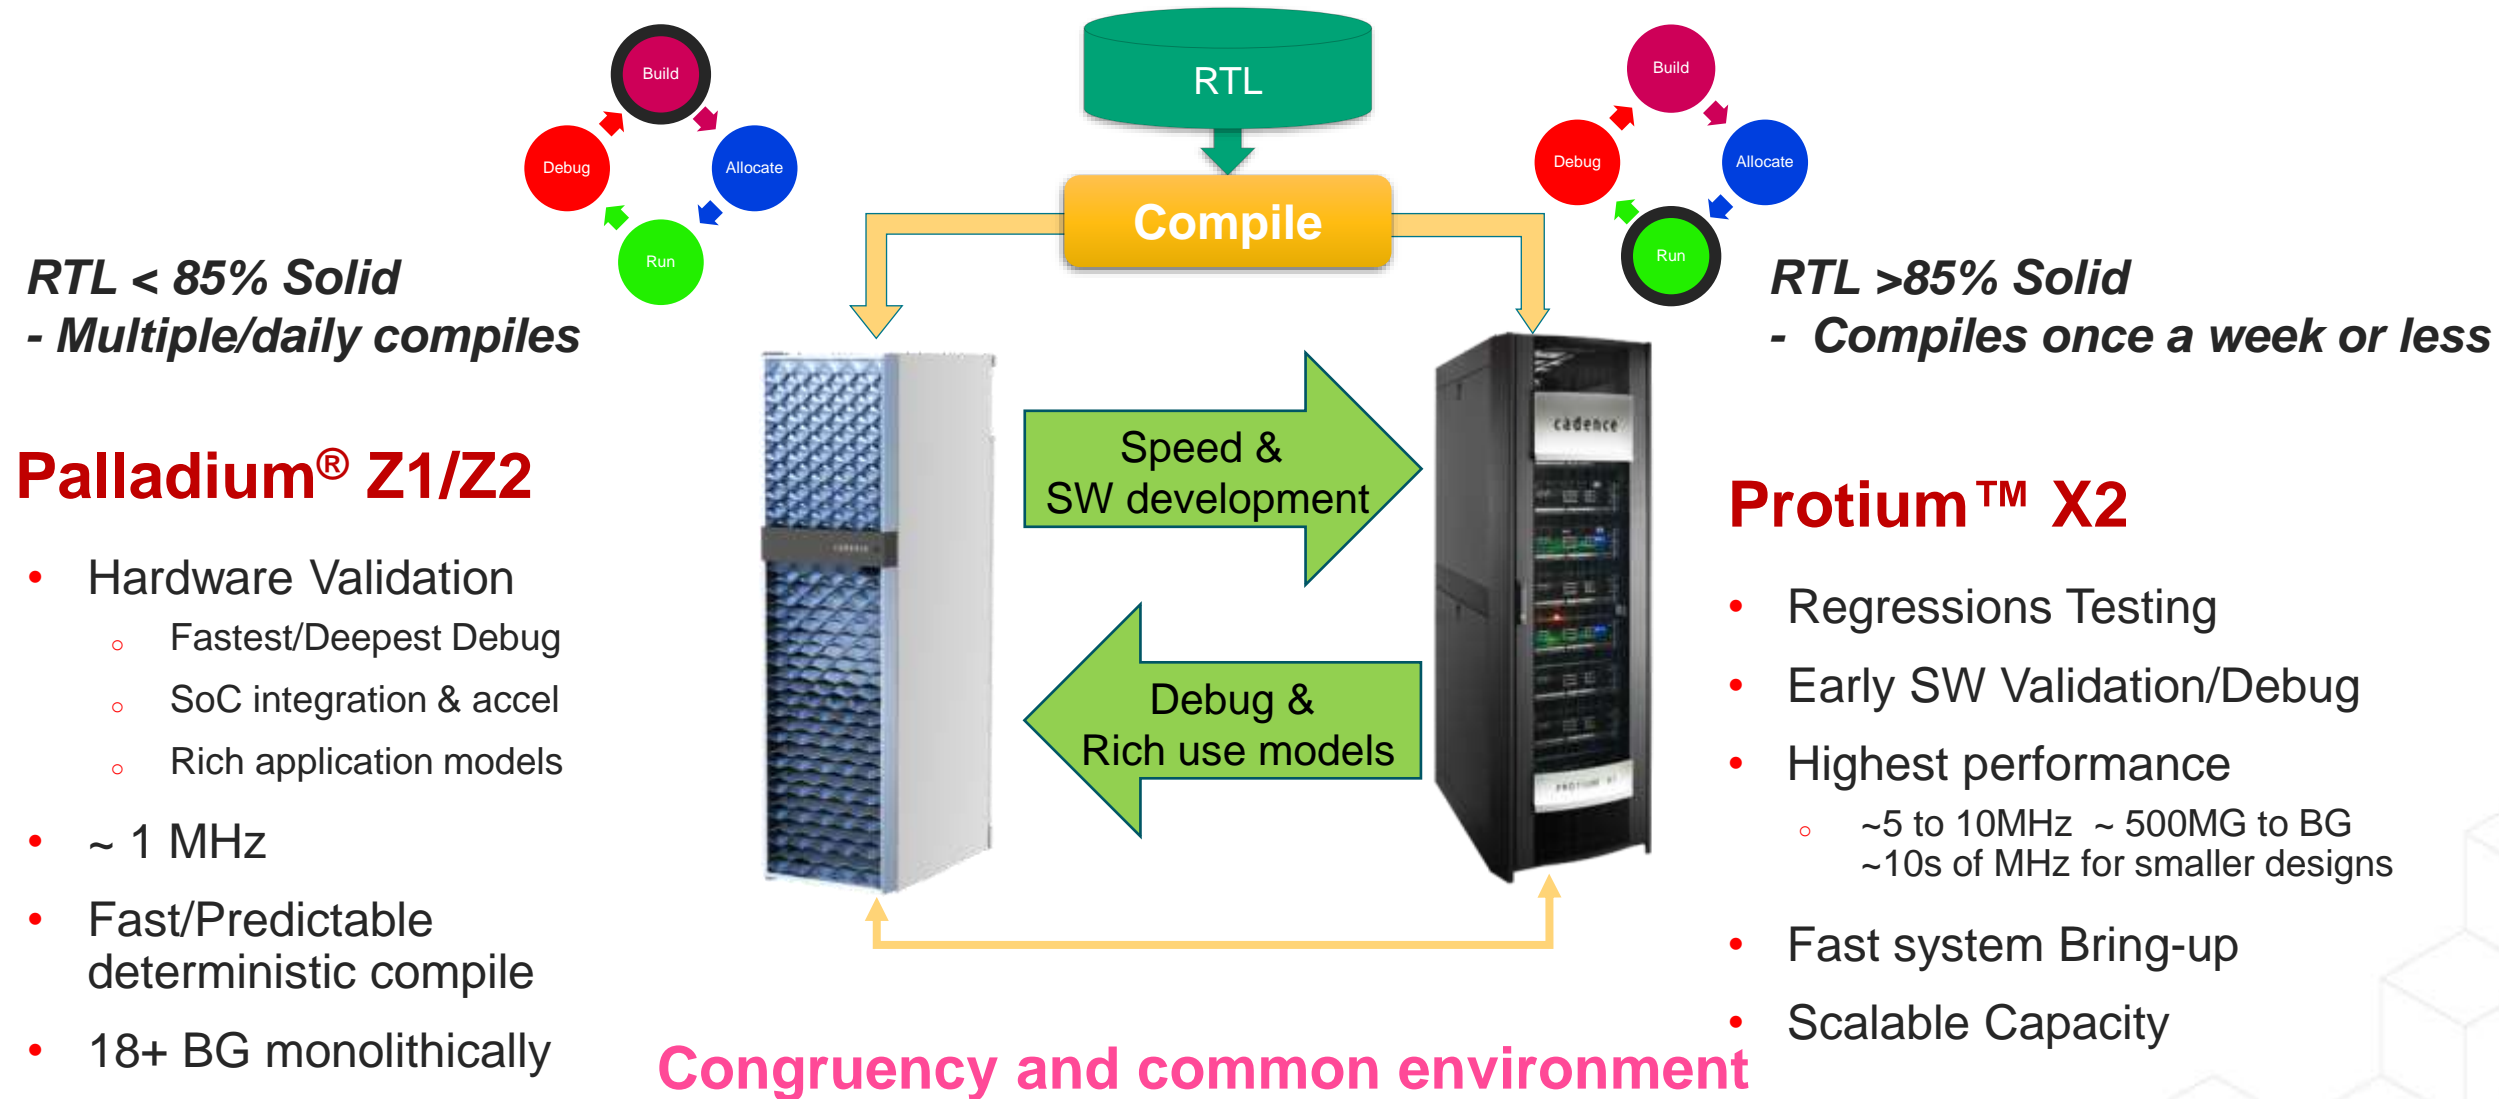 Build
Debug
Allocate
Run
RTL
Compile
Build
Debug
Allocate
Run
RTL < 85% Solid
- Multiple/daily compiles
RTL >85% Solid
- Compiles once a week or less
Palladium® Z1/Z2
• Hardware Validation
○ Fastest/Deepest Debug
○ SoC integration & accel
○ Rich application models
• ~ 1 MHz
• Fast/Predictable
deterministic compile
• 18+ BG monolithically
cadence
Speed &
SW development
Debug &
Rich use models
cadence
PROTIUM
Protium™ X2
• Regressions Testing
• Early SW Validation/Debug
• Highest performance
○ ~5 to 10MHz ~ 500MG to BG
~10s of MHz for smaller designs
• Fast system Bring-up
• Scalable Capacity
Congruency and common environment